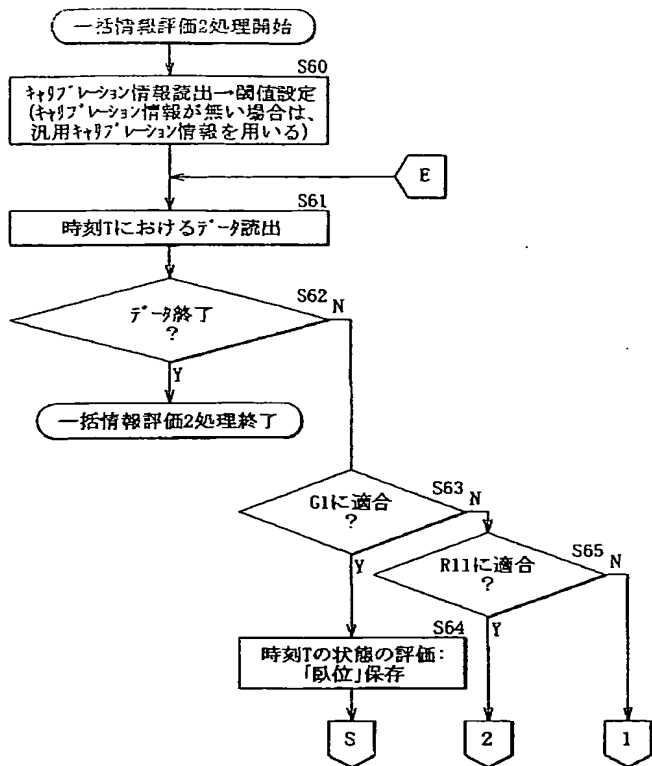 一括情報評価2処理開始
S60
ｷｬﾘﾌﾞﾚｰｼｮﾝ情報読出→閾値設定
(ｷｬﾘﾌﾞﾚｰｼｮﾝ情報が無い場合は、
汎用ｷｬﾘﾌﾞﾚｰｼｮﾝ情報を用いる)
E
S61
時刻Tにおけるﾃﾞｰﾀ読出
S62
ﾃﾞｰﾀ終了
?
N
Y
一括情報評価2処理終了
S63
G1に適合
?
N
Y
S65
R11に適合
?
N
Y
S64
時刻Tの状態の評価:
「臥位」保存
S
2
1